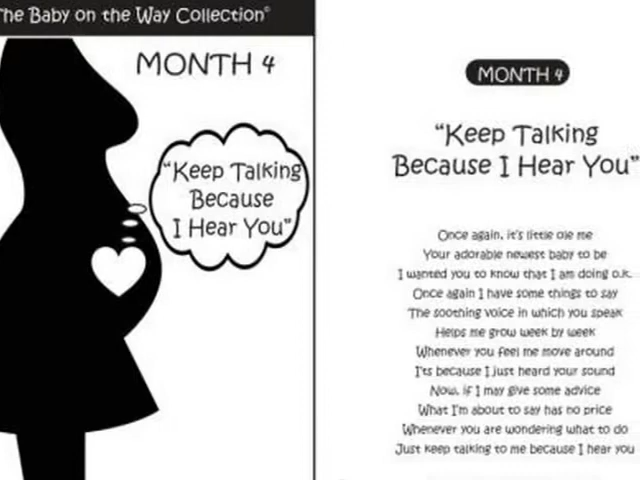 The Baby on the Way Collection©
MONTH 4
"Keep Talking
Because
I Hear You"
MONTH 4
"Keep Talking
Because I Hear You"
Once again, it's little ole me
Your adorable newest baby to be
I wanted you to know that I am doing o.k.
Once again I have some things to say
The soothing voice in which you speak
Helps me grow week by week
Whenever you feel me move around
I'ts because I just heard your sound
Now, if I may give some advice
What I'm about to say has no price
Whenever you are wondering what to do
Just keep talking to me because I hear you